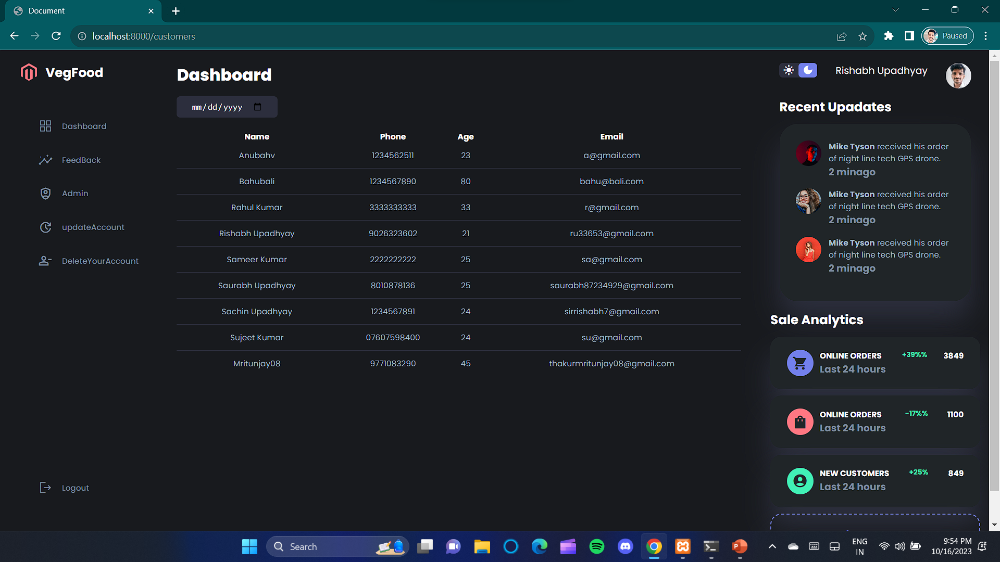 Document
localhost:8000/customers
Paused
VegFood
Dashboard
FeedBack
Admin
updateAccount
DeleteYourAccount
Logout
Dashboard
mm/dd/yyyy
Name Phone Age Email
Anubahv 1234562511 23 a@gmail.com
Bahubali 1234567890 80 bahu@bali.com
Rahul Kumar 3333333333 33 r@gmail.com
Rishabh Upadhyay 9026323602 21 ru33653@gmail.com
Sameer Kumar 2222222222 25 sa@gmail.com
Saurabh Upadhyay 8010878136 25 saurabh87234929@gmail.com
Sachin Upadhyay 1234567891 24 sirrishabh7@gmail.com
Sujeet Kumar 07607598400 24 su@gmail.com
Mritunjay08 9771083290 45 thakurmritunjay08@gmail.com
Rishabh Upadhyay
Recent Upadates
Mike Tyson received his order
of night line tech GPS drone.
2 minago
Mike Tyson received his order
of night line tech GPS drone.
2 minago
Mike Tyson received his order
of night line tech GPS drone.
2 minago
Sale Analytics
ONLINE ORDERS +39%% 3849
Last 24 hours
ONLINE ORDERS -17%% 1100
Last 24 hours
NEW CUSTOMERS +25% 849
Last 24 hours
Search
ENG
IN
9:54 PM
10/16/2023